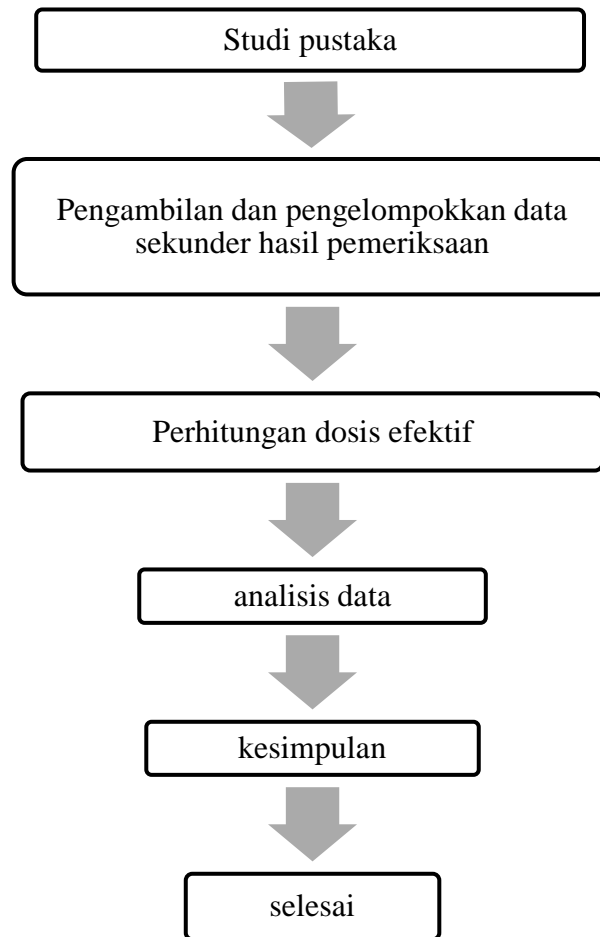 Studi pustaka
Pengambilan dan pengelompokkan data
sekunder hasil pemeriksaan
Perhitungan dosis efektif
analisis data
kesimpulan
selesai